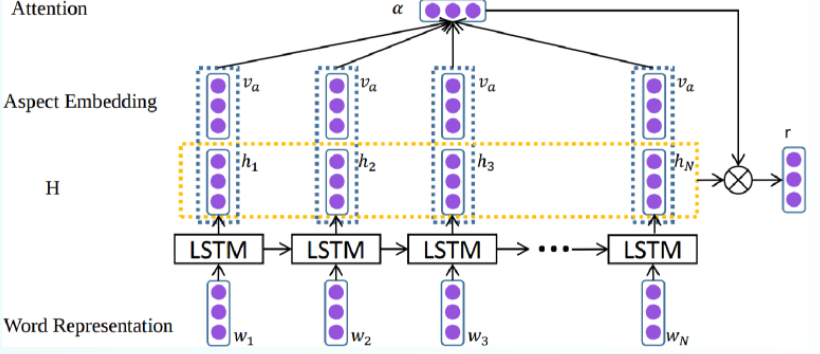 Attention
α
Aspect Embedding
v_a v_a v_a v_a
r
H
h_1 h_2 h_3 h_N
LSTM LSTM LSTM ••• LSTM
Word Representation
w_1 w_2 w_3 w_N